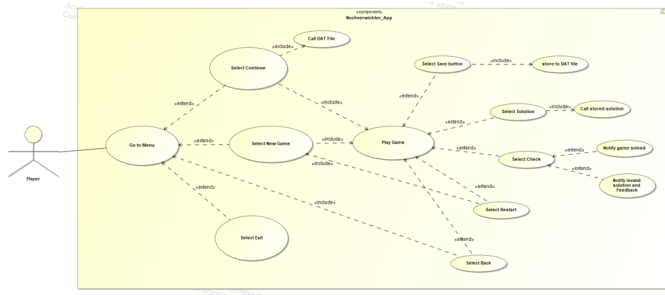 «component»
Noshverwichler_App
Call DAT File
«include»
Select Continue
Select Save button
«include»
store to DAT file
«extend»
«include»
«extend»
Select Solution
«include»
Call stored solution
«extend»
Player
Go to Menu
«extend»
Select New Game
«include»
Play Game
«include»
«extend»
Select Check
«extend»
Notify game solved
«extend»
Notify invalid
solution and
Feedback
«extend»
«extend»
Select Restart
«include»
Select Exit
«extend»
Select Back